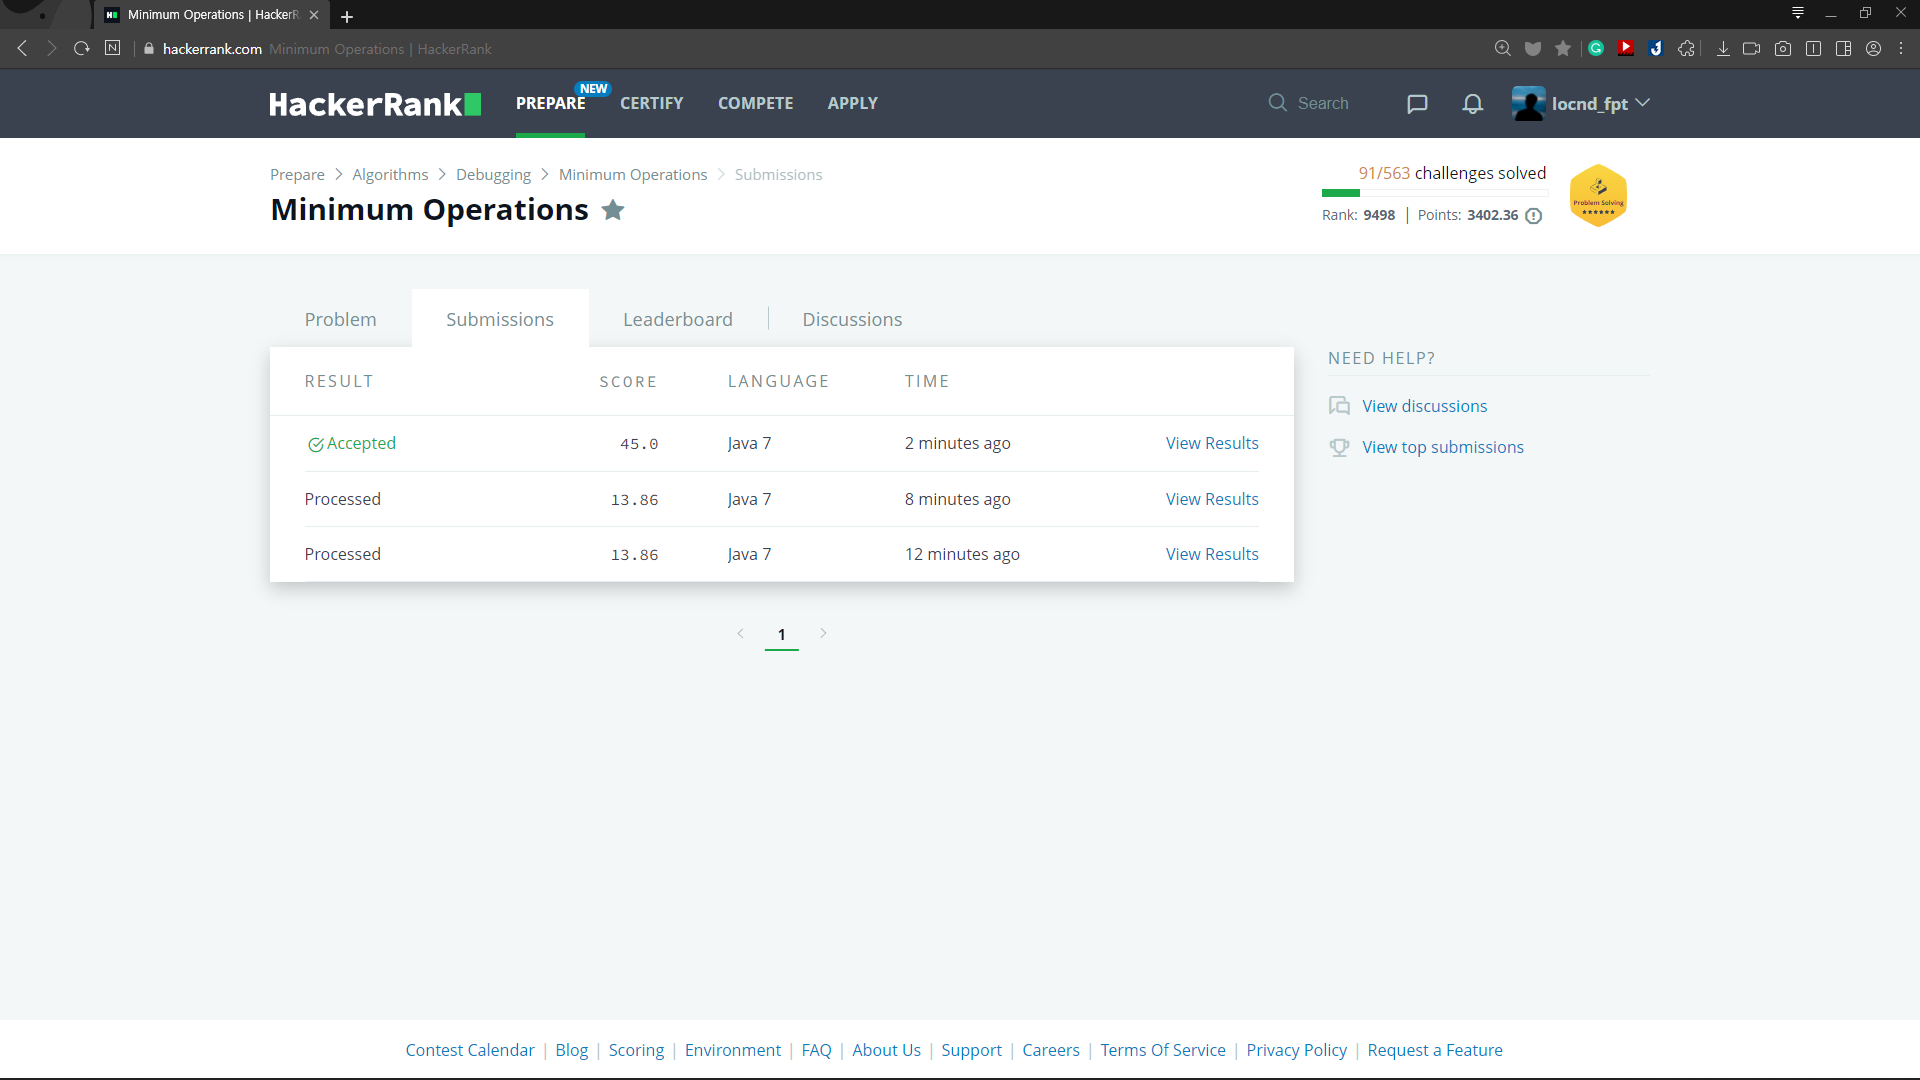 Minimum Operations | HackerR
hackerrank.com Minimum Operations | HackerRank
HackerRank
PREPARE
NEW
CERTIFY
COMPETE
APPLY
Search
locnd_fpt
Prepare > Algorithms > Debugging > Minimum Operations > Submissions
Minimum Operations
91/563 challenges solved
Rank: 9498 | Points: 3402.36
Problem Solving
Problem
Submissions
Leaderboard
Discussions
RESULT SCORE LANGUAGE TIME
Accepted 45.0 Java 7 2 minutes ago View Results
Processed 13.86 Java 7 8 minutes ago View Results
Processed 13.86 Java 7 12 minutes ago View Results
1
NEED HELP?
View discussions
View top submissions
Contest Calendar | Blog | Scoring | Environment | FAQ | About Us | Support | Careers | Terms Of Service | Privacy Policy | Request a Feature